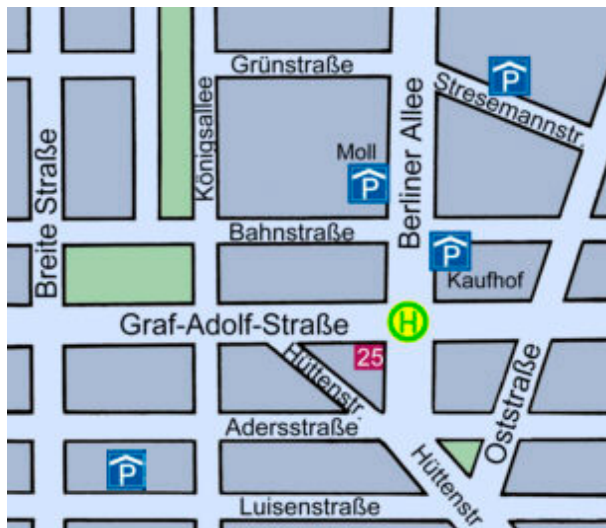 Grünstraße
P
Stresemannstr.
Königsallee
Berliner Allee
Moll
P
Breite Straße
Bahnstraße
P
Kaufhof
Graf-Adolf-Straße
H
25
Hüttenstr.
Oststraße
Adersstraße
P
Hüttenstr.
Luisenstraße